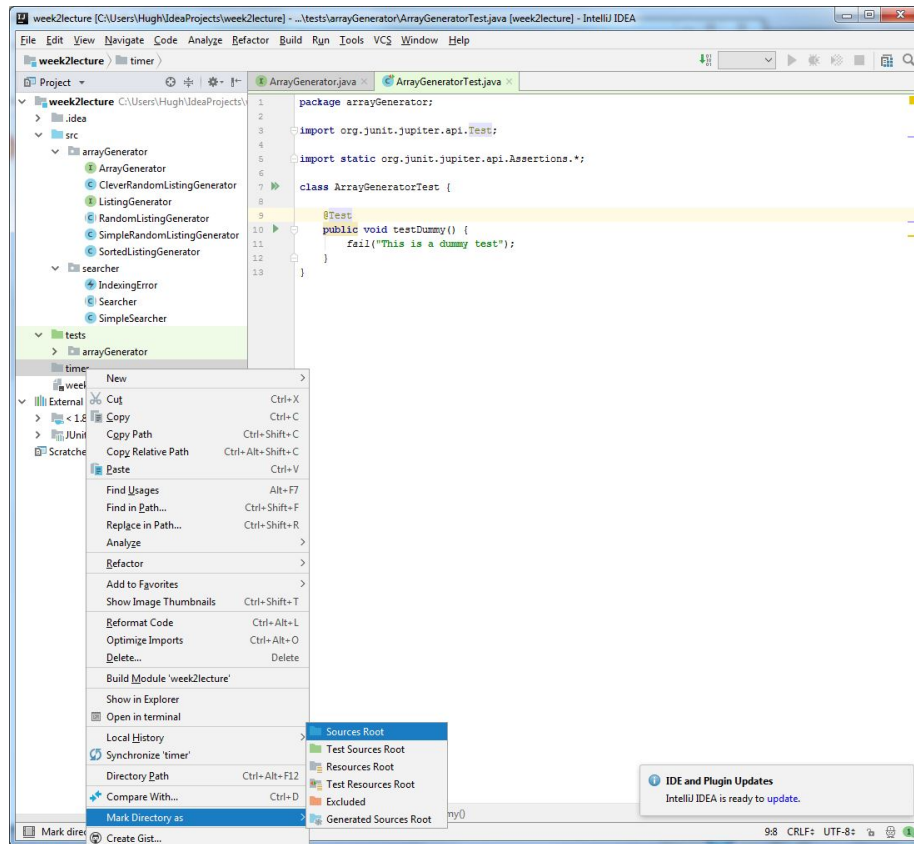 week2lecture [C:\Users\Hugh\IdeaProjects\week2lecture] - ...\tests\arrayGenerator\ArrayGeneratorTest.java [week2lecture] - IntelliJ IDEA
File Edit View Navigate Code Analyze Refactor Build Run Tools VCS Window Help
week2lecture timer
Project
ArrayGenerator.java ArrayGeneratorTest.java
week2lecture C:\Users\Hugh\IdeaProjects\
.idea
src
arrayGenerator
ArrayGenerator
CleverRandomListingGenerator
ListingGenerator
RandomListingGenerator
SimpleRandomListingGenerator
SortedListingGenerator
searcher
IndexingError
Searcher
SimpleSearcher
tests
arrayGenerator
timer
week
External
< 1.8
JUnit
Scratche
1 package arrayGenerator;
2
3 import org.junit.jupiter.api.Test;
4
5 import static org.junit.jupiter.api.Assertions.*;
6
7 class ArrayGeneratorTest {
8
9 @Test
10 public void testDummy() {
11 fail("This is a dummy test");
12 }
13 }
New
Cut Ctrl+X
Copy Ctrl+C
Copy Path Ctrl+Shift+C
Copy Relative Path Ctrl+Alt+Shift+C
Paste Ctrl+V
Find Usages Alt+F7
Find in Path... Ctrl+Shift+F
Replace in Path... Ctrl+Shift+R
Analyze
Refactor
Add to Favorites
Show Image Thumbnails Ctrl+Shift+T
Reformat Code Ctrl+Alt+L
Optimize Imports Ctrl+Alt+O
Delete... Delete
Build Module 'week2lecture'
Show in Explorer
Open in terminal
Local History
Synchronize 'timer'
Directory Path Ctrl+Alt+F12
Compare With... Ctrl+D
Mark Directory as
Create Gist...
Sources Root
Test Sources Root
Resources Root
Test Resources Root
Excluded
Generated Sources Root
my()
IDE and Plugin Updates
IntelliJ IDEA is ready to update.
Mark direc
9:8 CRLF UTF-8 1